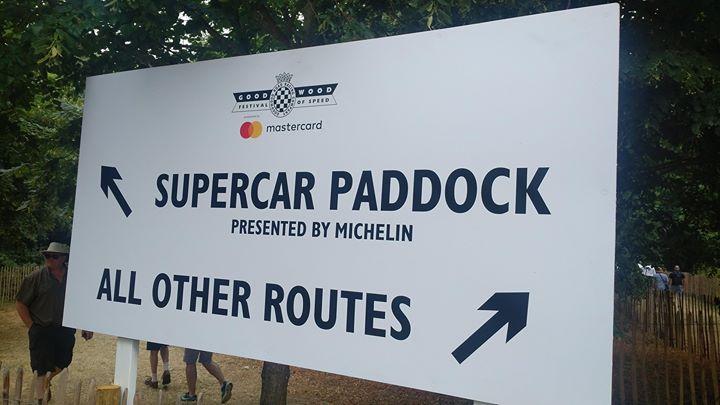 GOOD WOOD
FESTIVAL OF SPEED
mastercard
SUPERCAR PADDOCK
PRESENTED BY MICHELIN
ALL OTHER ROUTES